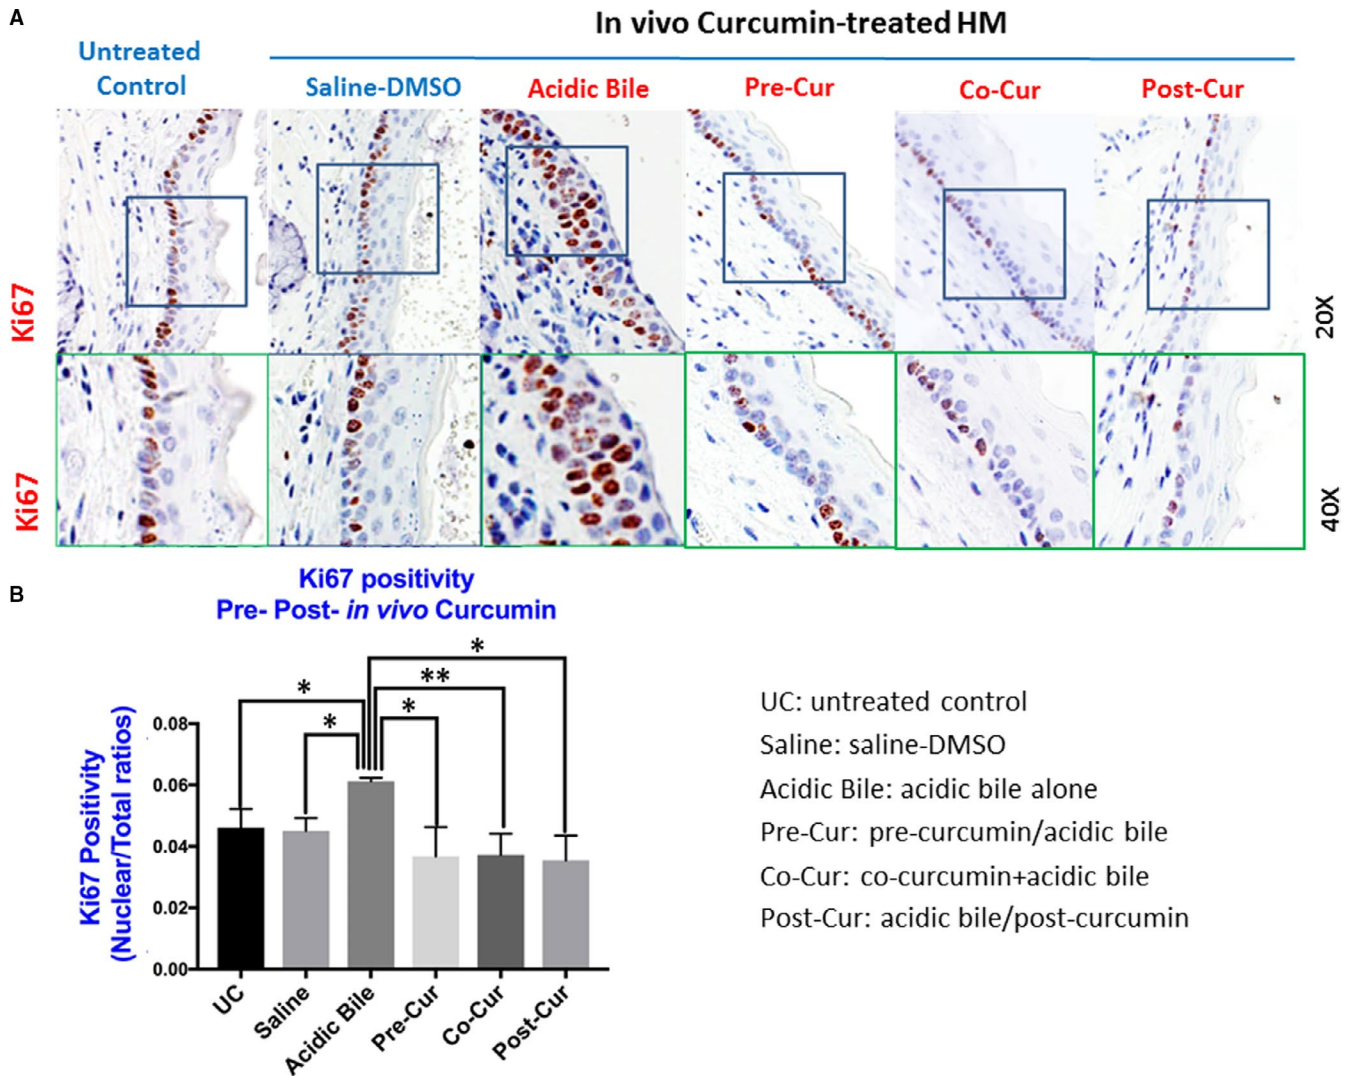 A
In vivo Curcumin-treated HM
Untreated
Control
Saline-DMSO
Acidic Bile
Pre-Cur
Co-Cur
Post-Cur
Ki67
20X
Ki67
40X
B
Ki67 positivity
Pre- Post- in vivo Curcumin
*
**
*
*
*
Ki67 Positivity
(Nuclear/Total ratios)
0.08
0.06
0.04
0.02
0.00
UC
Saline
Acidic Bile
Pre-Cur
Co-Cur
Post-Cur
UC: untreated control
Saline: saline-DMSO
Acidic Bile: acidic bile alone
Pre-Cur: pre-curcumin/acidic bile
Co-Cur: co-curcumin+acidic bile
Post-Cur: acidic bile/post-curcumin